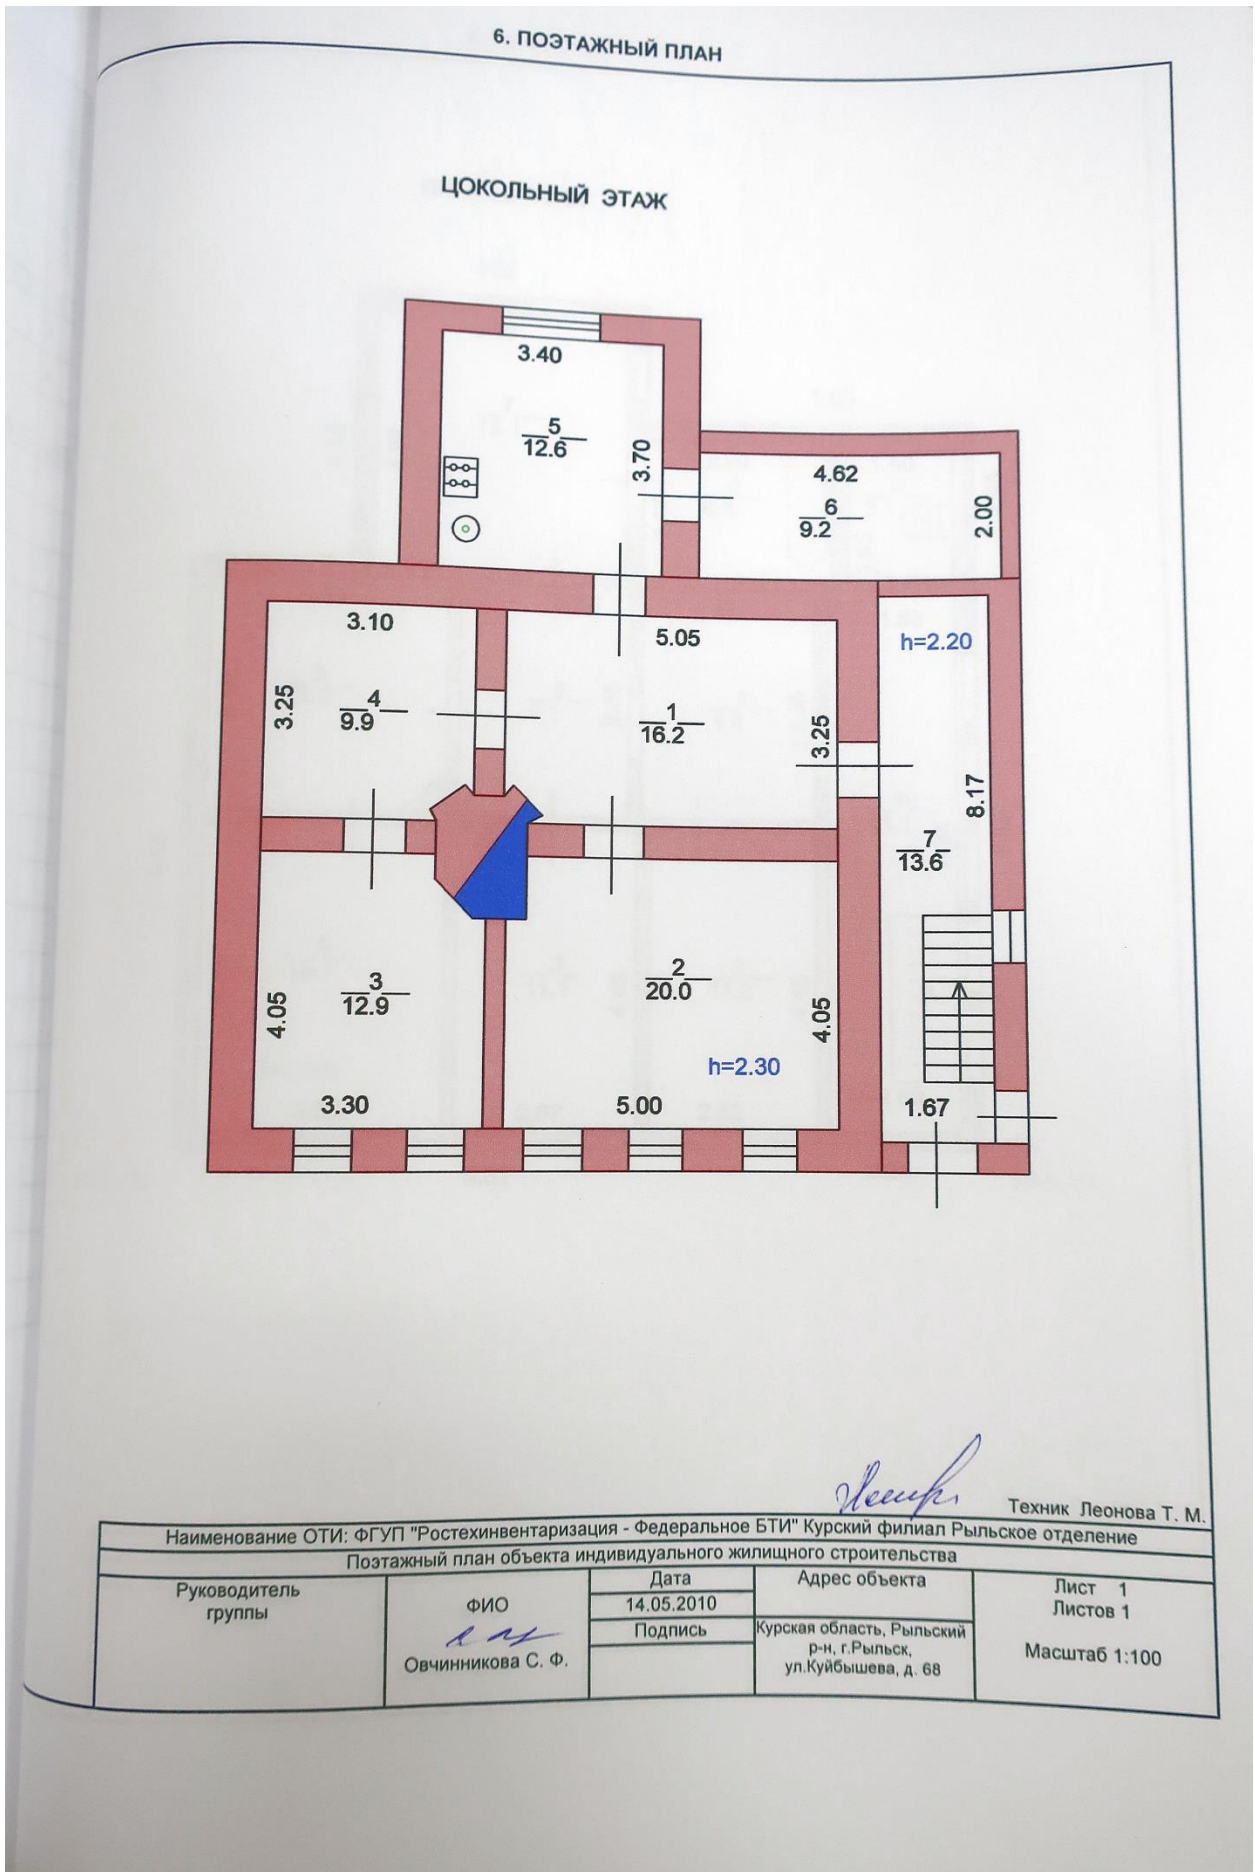 6. ПОЭТАЖНЫЙ ПЛАН
ЦОКОЛЬНЫЙ ЭТАЖ
3.40
5
12.6
3.70
4.62
6
9.2
2.00
3.10
5.05
h=2.20
3.25
4
9.9
1
16.2
3.25
8.17
7
13.6
4.05
3
12.9
2
20.0
4.05
h=2.30
3.30
5.00
1.67
Техник Леонова Т. М.
Наименование ОТИ: ФГУП "Ростехинвентаризация - Федеральное БТИ" Курский филиал Рыльское отделение
Поэтажный план объекта индивидуального жилищного строительства
Руководитель
группы
ФИО
Овчинникова С. Ф.
Дата
14.05.2010
Подпись
Адрес объекта
Курская область, Рыльский
р-н, г.Рыльск,
ул.Куйбышева, д. 68
Лист 1
Листов 1
Масштаб 1:100